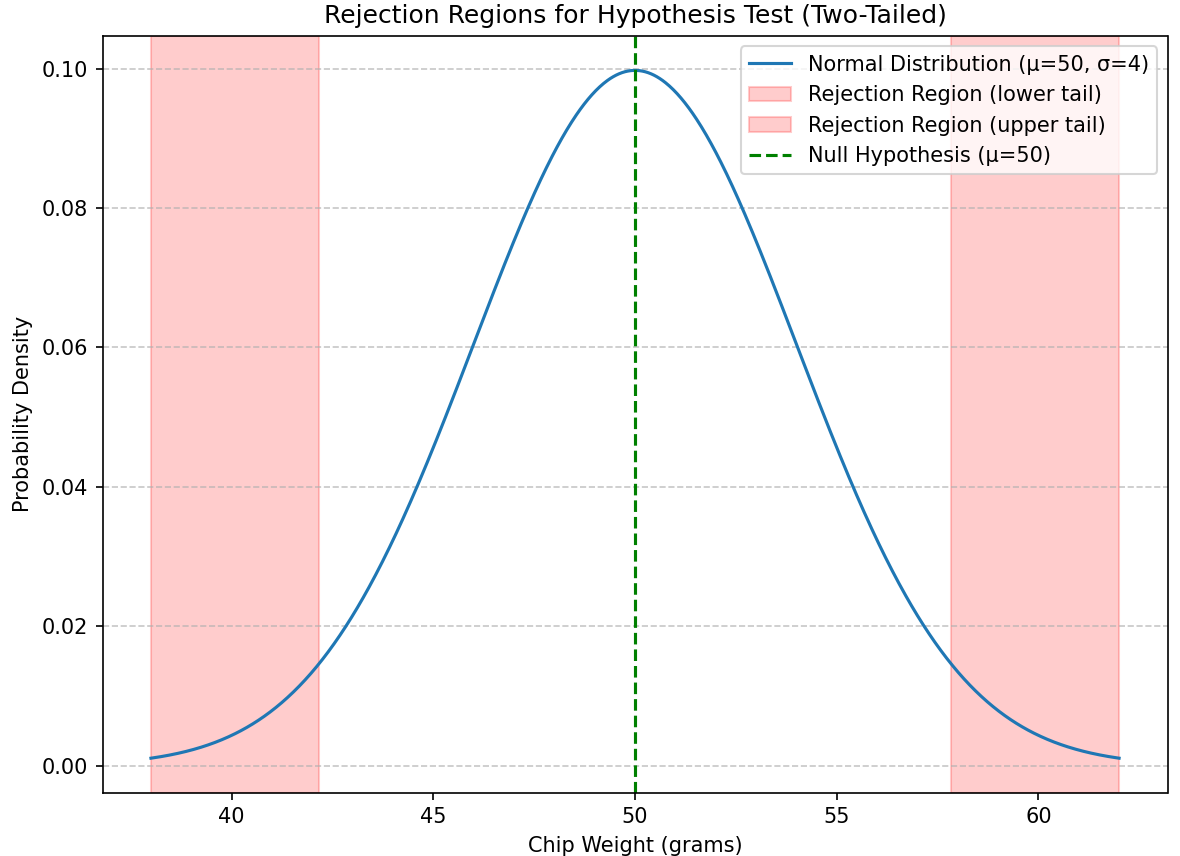 Rejection Regions for Hypothesis Test (Two-Tailed)
Normal Distribution (μ=50, σ=4)
Rejection Region (lower tail)
Rejection Region (upper tail)
Null Hypothesis (μ=50)
Probability Density
0.10
0.08
0.06
0.04
0.02
0.00
40 45 50 55 60
Chip Weight (grams)